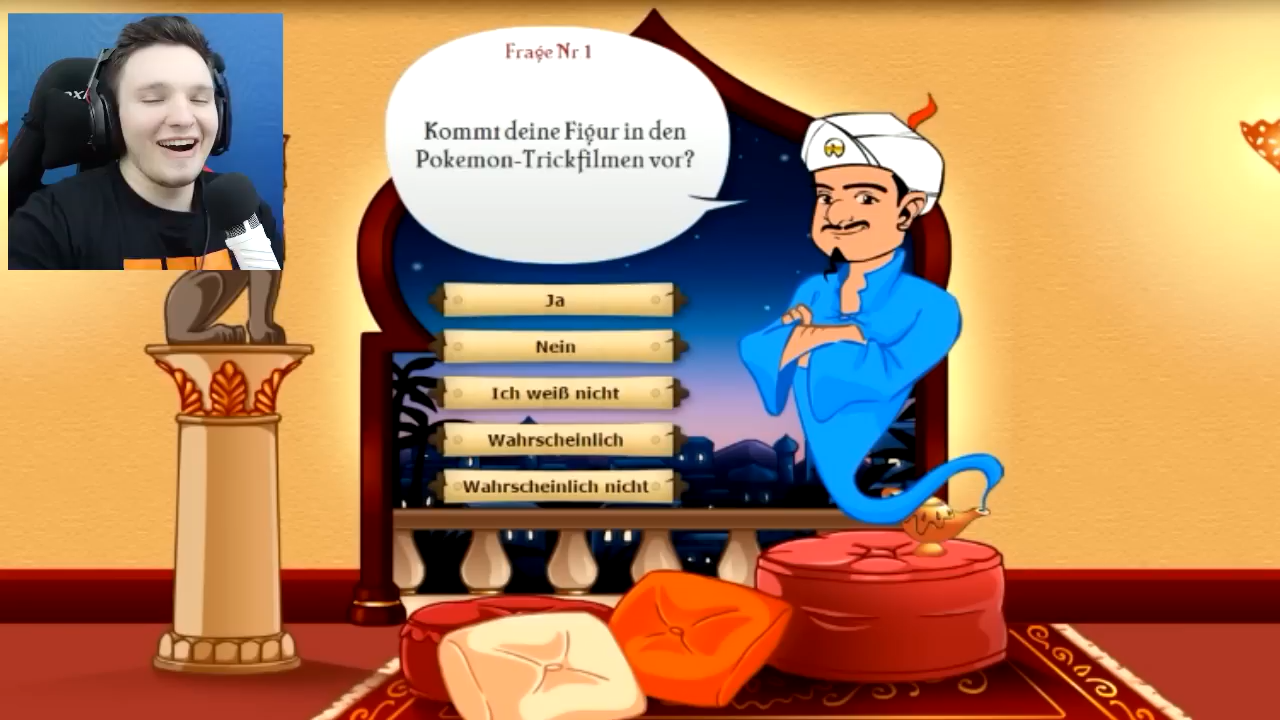 Frage Nr 1
Kommt deine Figur in den
Pokemon-Trickfilmen vor?
Ja
Nein
Ich weiß nicht
Wahrscheinlich
Wahrscheinlich nicht